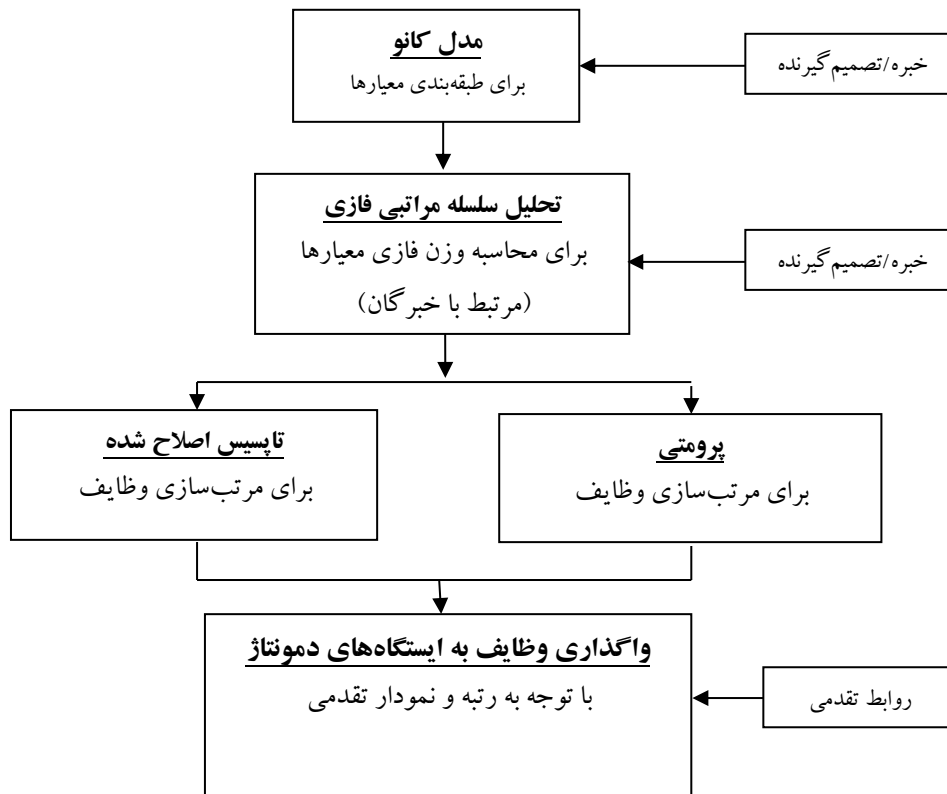 مدل کانو
برای طبقه‌بندی معیارها
خبره/تصمیم‌گیرنده
تحلیل سلسله مراتبی فازی
برای محاسبه وزن فازی معیارها
(مرتبط با خبرگان)
خبره/تصمیم‌گیرنده
پرومتی
برای مرتب‌سازی وظایف
تاپسیس اصلاح شده
برای مرتب‌سازی وظایف
واگذاری وظایف به ایستگاه‌های دمونتاژ
با توجه به رتبه و نمودار تقدمی
روابط تقدمی